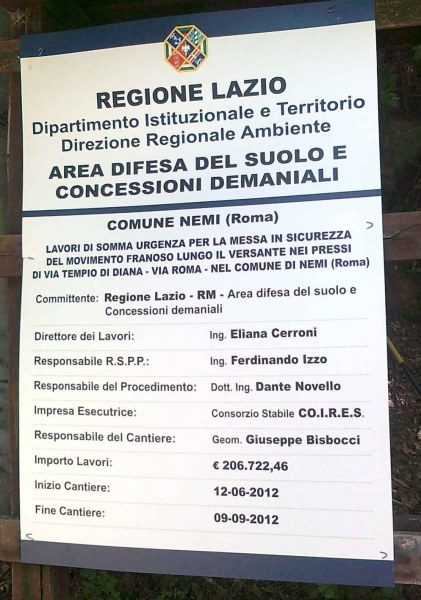 REGIONE LAZIO
Dipartimento Istituzionale e Territorio
Direzione Regionale Ambiente
AREA DIFESA DEL SUOLO E
CONCESSIONI DEMANIALI
COMUNE NEMI (Roma)
LAVORI DI SOMMA URGENZA PER LA MESSA IN SICUREZZA
DEL MOVIMENTO FRANOSO LUNGO IL VERSANTE NEI PRESSI
DI VIA TEMPIO DI DIANA - VIA ROMA - NEL COMUNE DI NEMI (Roma)
Committente: Regione Lazio - RM - Area difesa del suolo e
Concessioni demaniali
Direttore dei Lavori: Ing. Eliana Cerroni
Responsabile R.S.P.P.: Ing. Ferdinando Izzo
Responsabile del Procedimento: Dott. Ing. Dante Novello
Impresa Esecutrice: Consorzio Stabile CO.I.R.E.S.
Responsabile del Cantiere: Geom. Giuseppe Bisbocci
Importo Lavori: € 206.722,46
Inizio Cantiere: 12-06-2012
Fine Cantiere: 09-09-2012